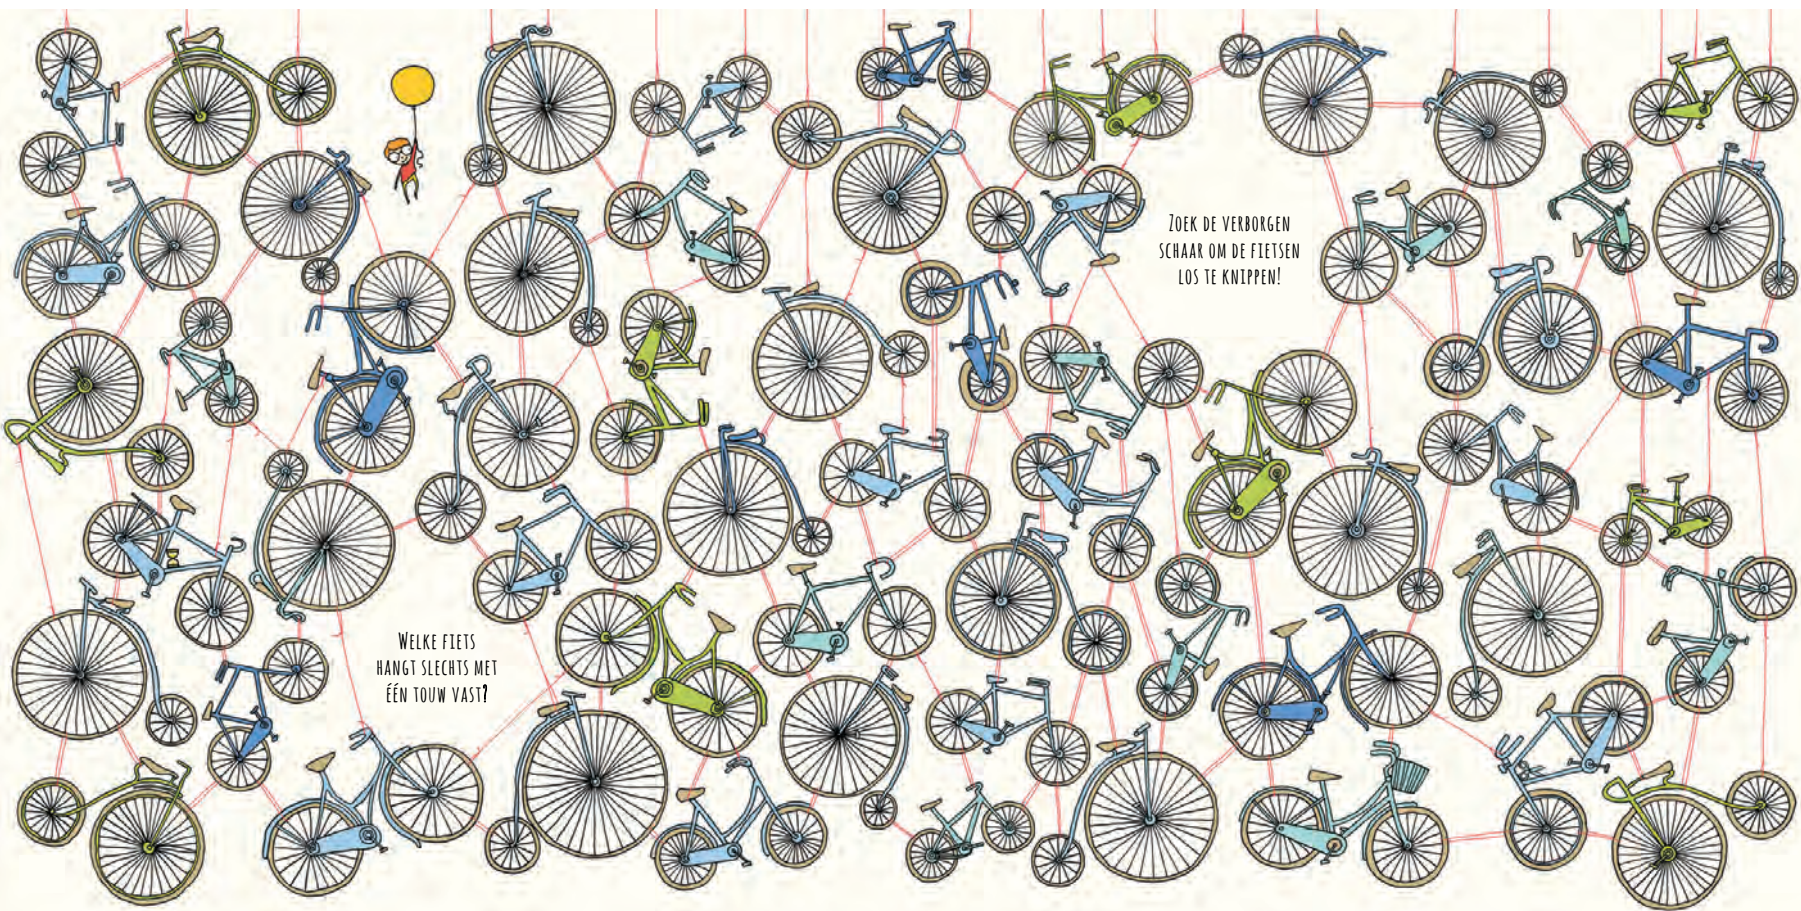 Zoek de verborgen
schaar om de fietsen
los te knippen!
Welke fiets
hangt slechts met
één touw vast?